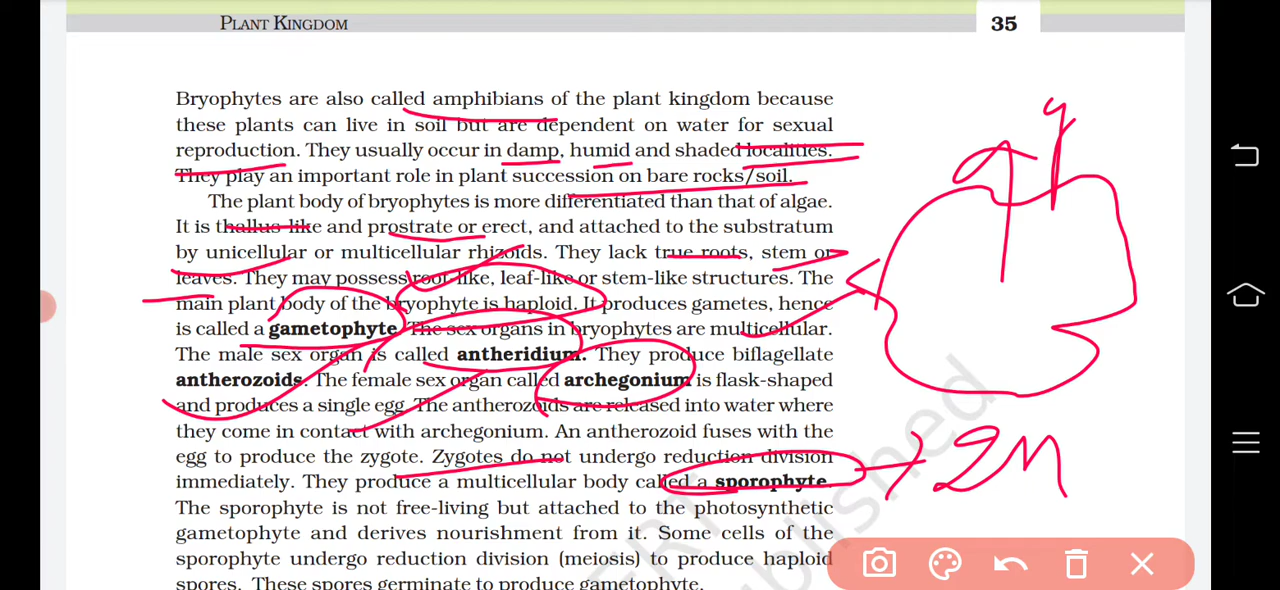 PLANT KINGDOM
35
Bryophytes are also called amphibians of the plant kingdom because
these plants can live in soil but are dependent on water for sexual
reproduction. They usually occur in damp, humid and shaded localities.
They play an important role in plant succession on bare rocks/soil.
The plant body of bryophytes is more differentiated than that of algae.
It is thallus-like and prostrate or erect, and attached to the substratum
by unicellular or multicellular rhizoids. They lack true roots, stem or
leaves. They may possess root-like, leaf-like or stem-like structures. The
main plant body of the bryophyte is haploid. It produces gametes, hence
is called a gametophyte. The sex organs in bryophytes are multicellular.
The male sex organ is called antheridium. They produce biflagellate
antherozoids. The female sex organ called archegonium is flask-shaped
and produces a single egg. The antherozoids are released into water where
they come in contact with archegonium. An antherozoid fuses with the
egg to produce the zygote. Zygotes do not undergo reduction division
immediately. They produce a multicellular body called a sporophyte.
The sporophyte is not free-living but attached to the photosynthetic
gametophyte and derives nourishment from it. Some cells of the
sporophyte undergo reduction division (meiosis) to produce haploid
spores. These spores germinate to produce gametophyte.